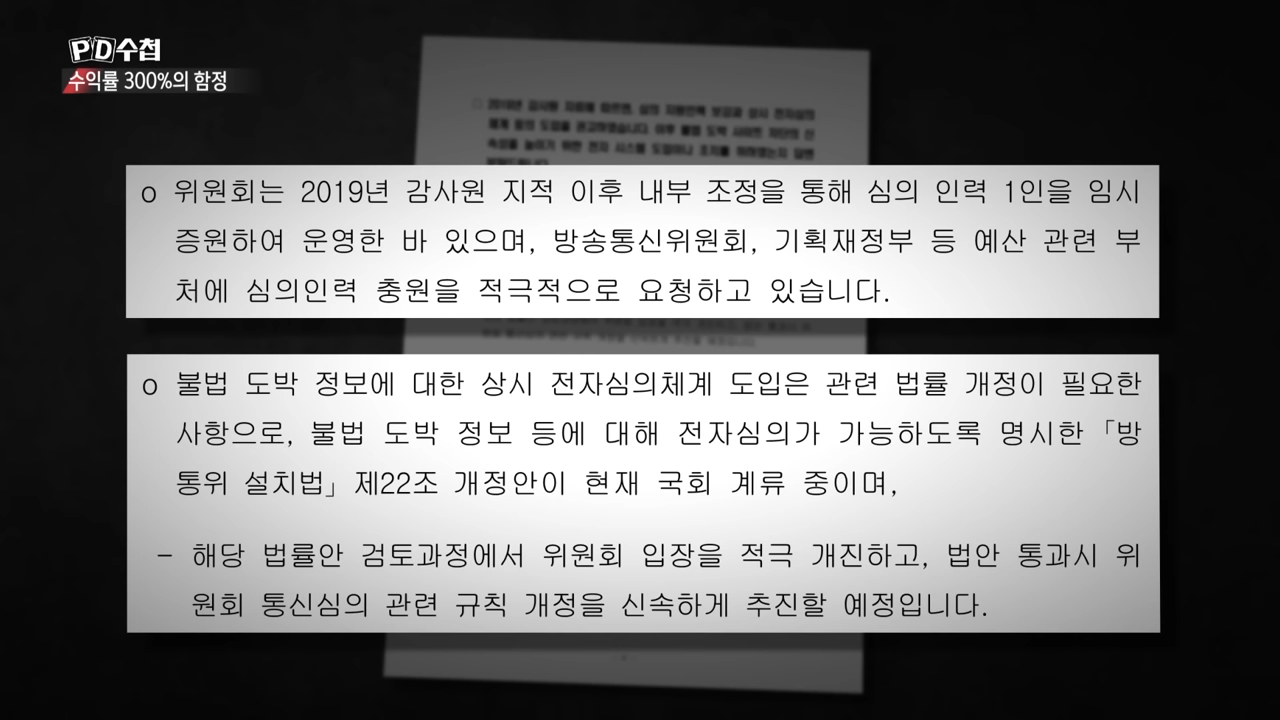 PD수첩
수익률 300%의 함정
o 위원회는 2019년 감사원 지적 이후 내부 조정을 통해 심의 인력 1인을 임시
증원하여 운영한 바 있으며, 방송통신위원회, 기획재정부 등 예산 관련 부
처에 심의인력 충원을 적극적으로 요청하고 있습니다.
o 불법 도박 정보에 대한 상시 전자심의체계 도입은 관련 법률 개정이 필요한
사항으로, 불법 도박 정보 등에 대해 전자심의가 가능하도록 명시한 「방
통위 설치법」 제22조 개정안이 현재 국회 계류 중이며,
- 해당 법률안 검토과정에서 위원회 입장을 적극 개진하고, 법안 통과시 위
원회 통신심의 관련 규칙 개정을 신속하게 추진할 예정입니다.